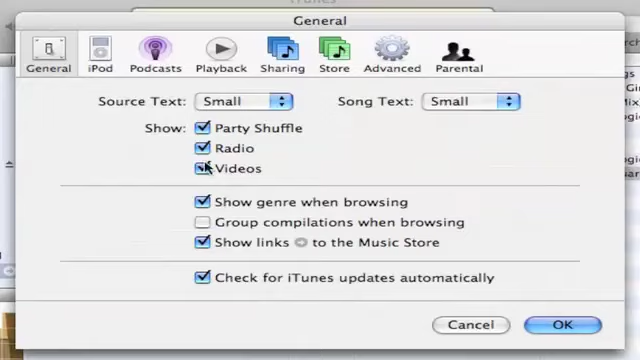 General
General iPod Podcasts Playback Sharing Store Advanced Parental
Source Text: Small Song Text: Small
Show: Party Shuffle
Radio
Videos
Show genre when browsing
Group compilations when browsing
Show links to the Music Store
Check for iTunes updates automatically
Cancel OK